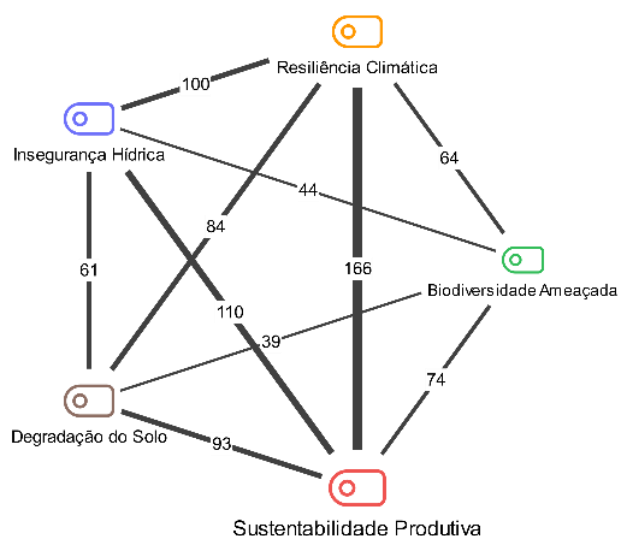 Resiliência Climática
100
Insegurança Hídrica
64
44
84
61
166
Biodiversidade Ameaçada
110
39
74
Degradação do Solo
93
Sustentabilidade Produtiva